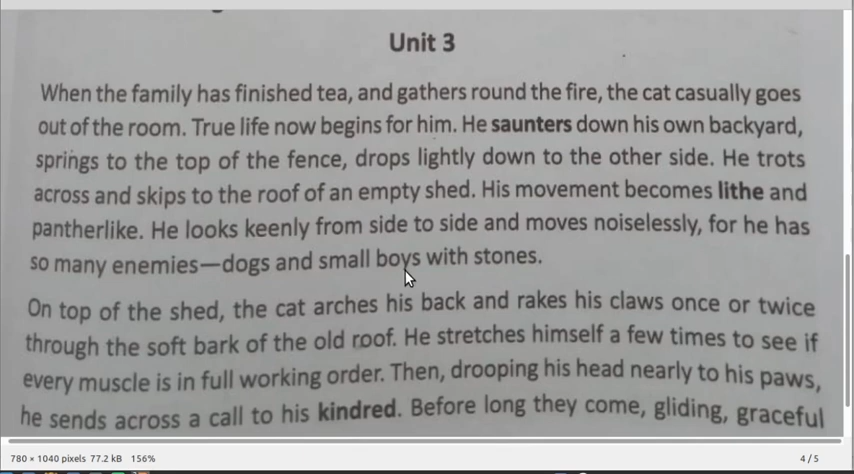 Unit 3
When the family has finished tea, and gathers round the fire, the cat casually goes
out of the room. True life now begins for him. He saunters down his own backyard,
springs to the top of the fence, drops lightly down to the other side. He trots
across and skips to the roof of an empty shed. His movement becomes lithe and
pantherlike. He looks keenly from side to side and moves noiselessly, for he has
so many enemies—dogs and small boys with stones.
On top of the shed, the cat arches his back and rakes his claws once or twice
through the soft bark of the old roof. He stretches himself a few times to see if
every muscle is in full working order. Then, drooping his head nearly to his paws,
he sends across a call to his kindred. Before long they come, gliding, graceful
780 × 1040 pixels 77.2 kB 156%
4 / 5